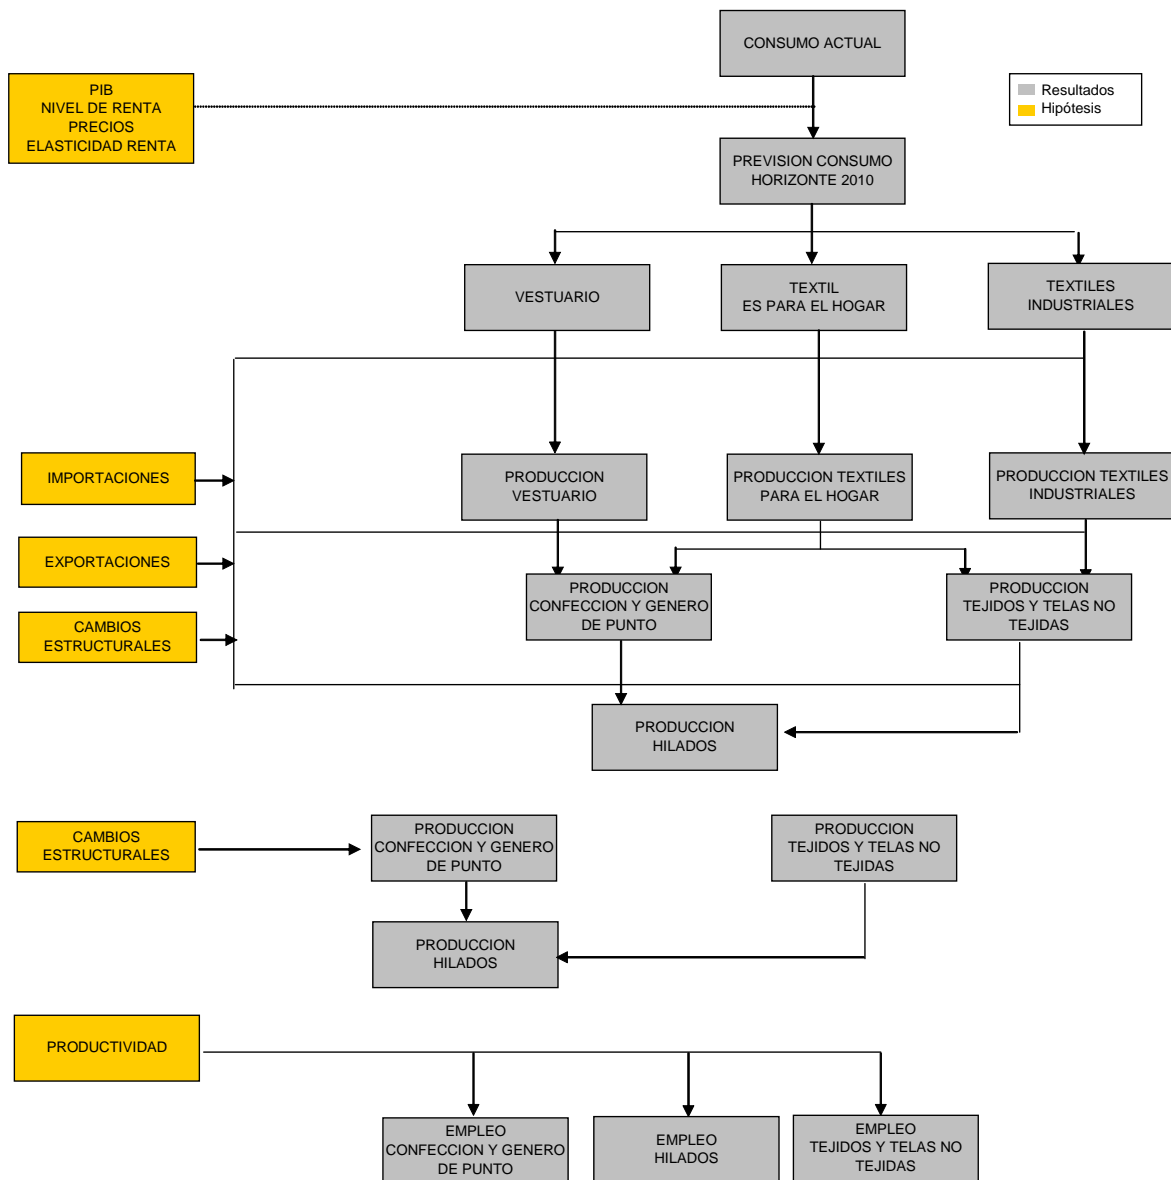 CONSUMO ACTUAL
PIB
NIVEL DE RENTA
PRECIOS
ELASTICIDAD RENTA
Resultados
Hipótesis
PREVISION CONSUMO
HORIZONTE 2010
VESTUARIO
TEXTIL
ES PARA EL HOGAR
TEXTILES
INDUSTRIALES
IMPORTACIONES
PRODUCCION
VESTUARIO
PRODUCCION TEXTILES
PARA EL HOGAR
PRODUCCION TEXTILES
INDUSTRIALES
EXPORTACIONES
PRODUCCION
CONFECCION Y GENERO
DE PUNTO
PRODUCCION
TEJIDOS Y TELAS NO
TEJIDAS
CAMBIOS
ESTRUCTURALES
PRODUCCION
HILADOS
CAMBIOS
ESTRUCTURALES
PRODUCCION
CONFECCION Y GENERO
DE PUNTO
PRODUCCION
TEJIDOS Y TELAS NO
TEJIDAS
PRODUCCION
HILADOS
PRODUCTIVIDAD
EMPLEO
CONFECCION Y GENERO
DE PUNTO
EMPLEO
HILADOS
EMPLEO
TEJIDOS Y TELAS NO
TEJIDAS